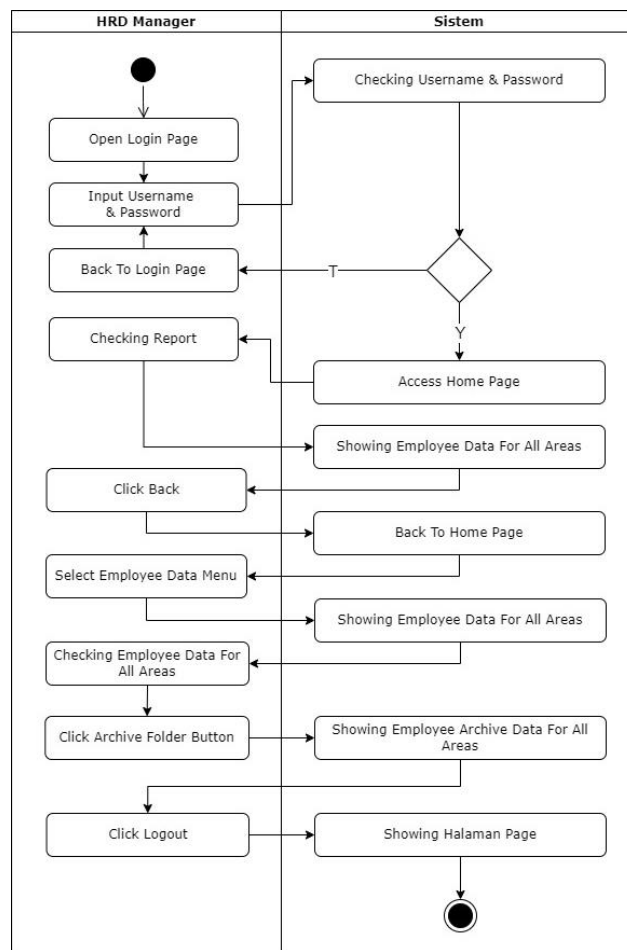 HRD Manager
Sistem
Checking Username & Password
Open Login Page
Input Username
& Password
Back To Login Page
T
Y
Checking Report
Access Home Page
Showing Employee Data For All Areas
Click Back
Back To Home Page
Select Employee Data Menu
Showing Employee Data For All Areas
Checking Employee Data For
All Areas
Click Archive Folder Button
Showing Employee Archive Data For All
Areas
Click Logout
Showing Halaman Page